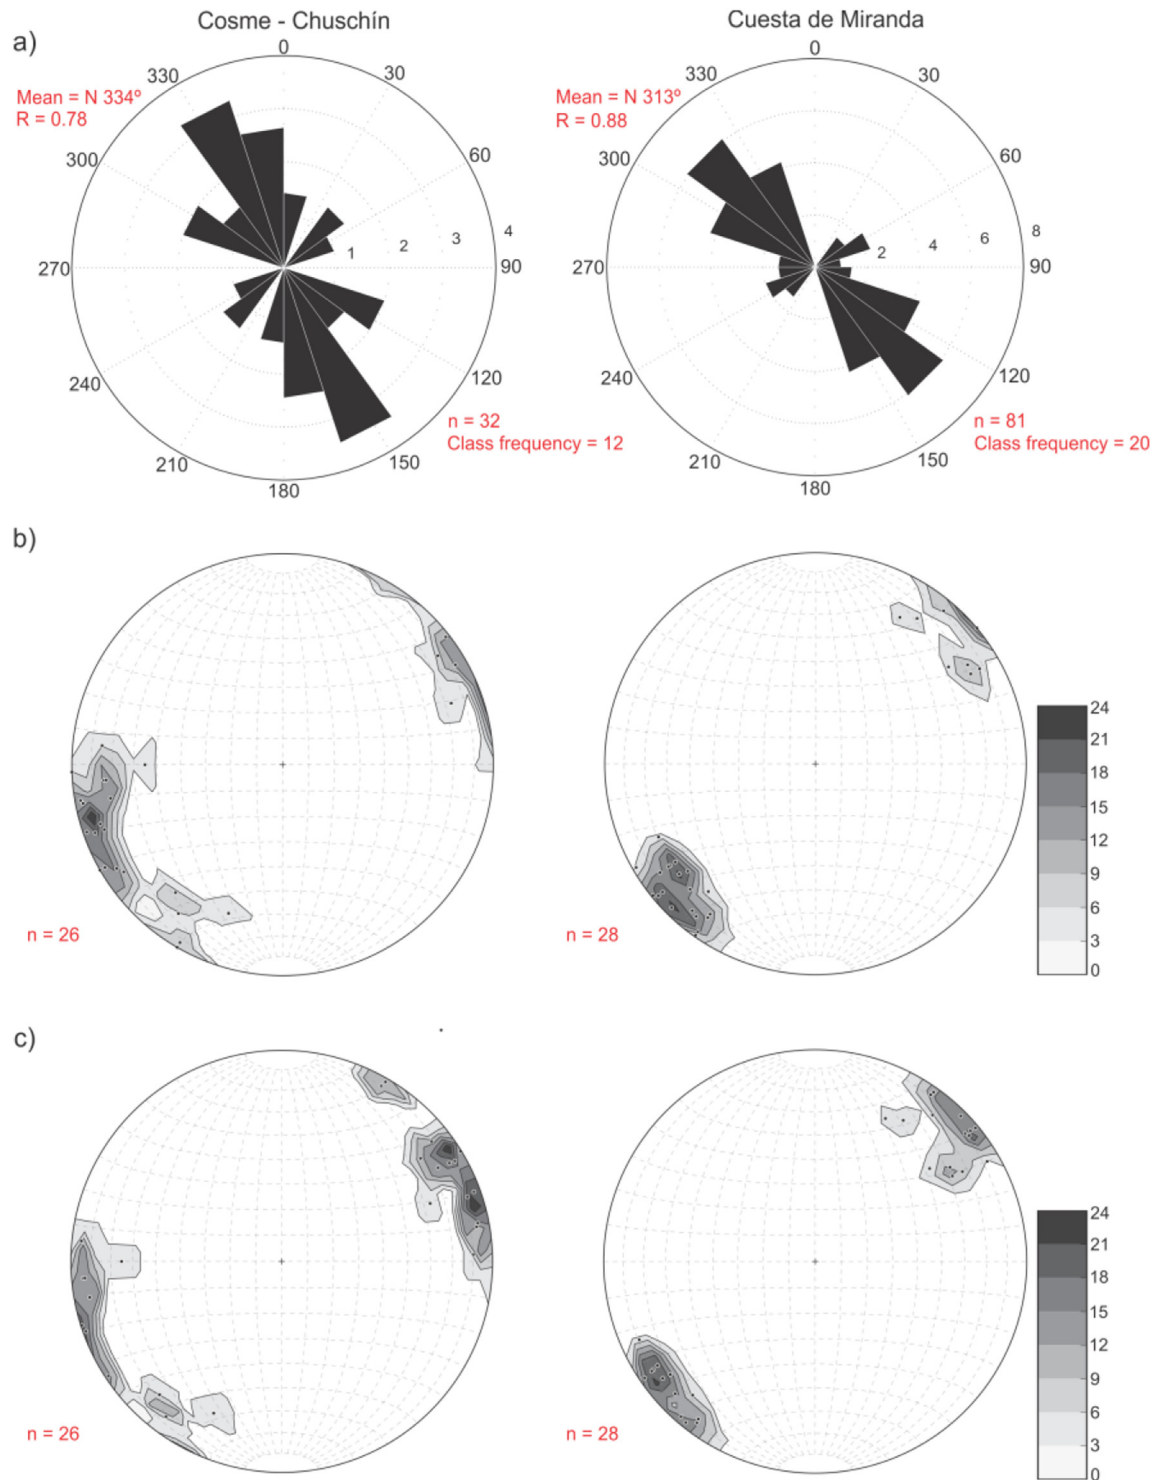 Cosme - Chuschín
Cuesta de Miranda
a)
0
330
30
Mean = N 334º
R = 0.78
300
60
1
2
3
4
270
90
240
120
n = 32
Class frequency = 12
210
150
180
0
330
30
Mean = N 313º
R = 0.88
300
60
2
4
6
8
270
90
240
120
n = 81
Class frequency = 20
210
150
180
b)
n = 26
n = 28
24
21
18
15
12
9
6
3
0
c)
n = 26
n = 28
24
21
18
15
12
9
6
3
0